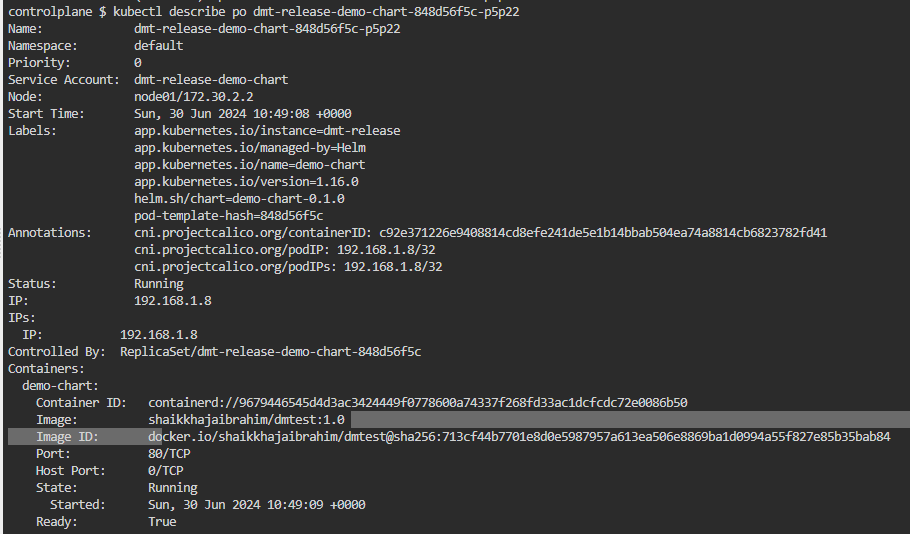 controlplane $ kubectl describe po dmt-release-demo-chart-848d56f5c-p5p22
Name:             dmt-release-demo-chart-848d56f5c-p5p22
Namespace:        default
Priority:         0
Service Account:  dmt-release-demo-chart
Node:             node01/172.30.2.2
Start Time:       Sun, 30 Jun 2024 10:49:08 +0000
Labels:           app.kubernetes.io/instance=dmt-release
                  app.kubernetes.io/managed-by=Helm
                  app.kubernetes.io/name=demo-chart
                  app.kubernetes.io/version=1.16.0
                  helm.sh/chart=demo-chart-0.1.0
                  pod-template-hash=848d56f5c
Annotations:      cni.projectcalico.org/containerID: c92e371226e9408814cd8efe241de5e1b14bbab504ea74a8814cb6823782fd41
                  cni.projectcalico.org/podIP: 192.168.1.8/32
                  cni.projectcalico.org/podIPs: 192.168.1.8/32
Status:           Running
IP:               192.168.1.8
IPs:
  IP:           192.168.1.8
Controlled By:  ReplicaSet/dmt-release-demo-chart-848d56f5c
Containers:
  demo-chart:
    Container ID:   containerd://9679446545d4d3ac3424449f0778600a74337f268fd33ac1dcfcdc72e0086b50
    Image:          shaikkhajaibrahim/dmtest:1.0
    Image ID:       docker.io/shaikkhajaibrahim/dmtest@sha256:713cf44b7701e8d0e5987957a613ea506e8869ba1d0994a55f827e85b35bab84
    Port:           80/TCP
    Host Port:      0/TCP
    State:          Running
      Started:      Sun, 30 Jun 2024 10:49:09 +0000
    Ready:          True